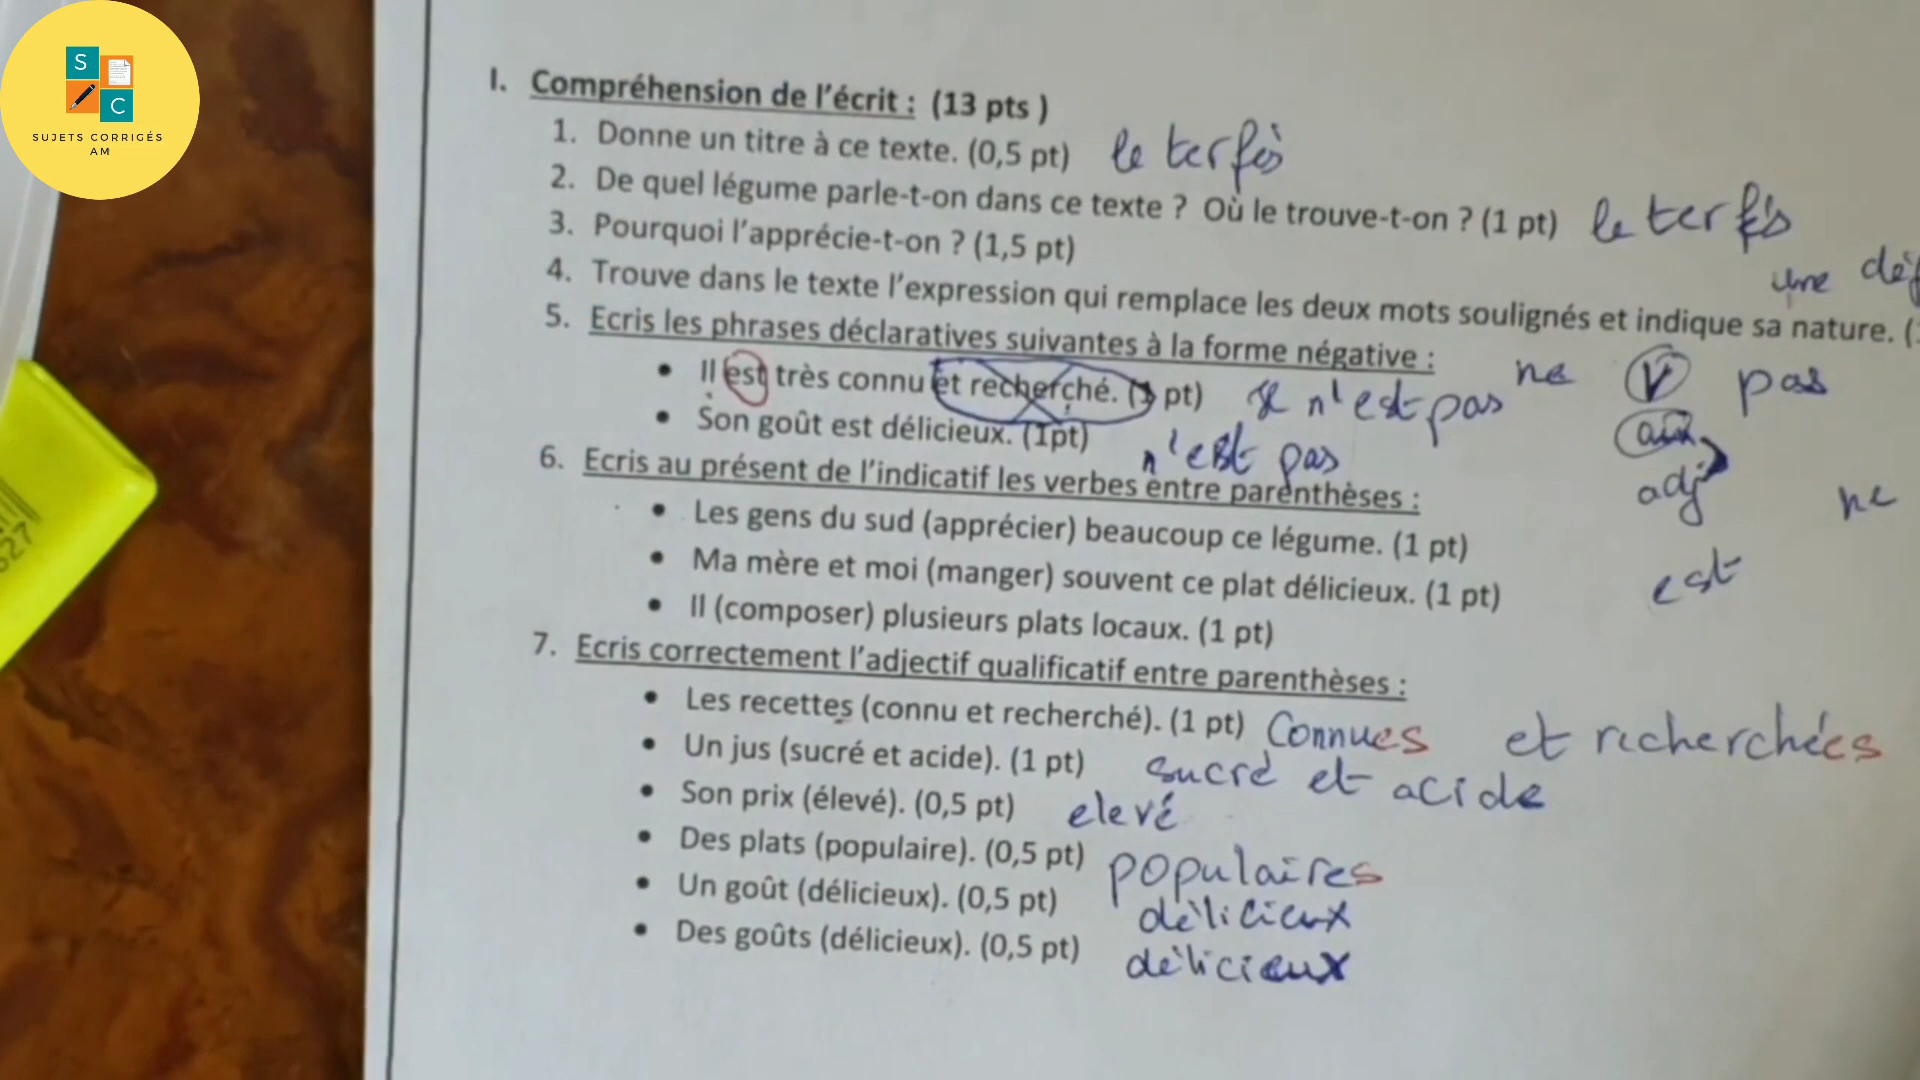 S
C
SUJETS CORRIGÉS
AM
I. Compréhension de l'écrit : (13 pts )
1. Donne un titre à ce texte. (0,5 pt) le terfès
2. De quel légume parle-t-on dans ce texte ? Où le trouve-t-on ? (1 pt) le terfès
3. Pourquoi l'apprécie-t-on ? (1,5 pt)
une
4. Trouve dans le texte l'expression qui remplace les deux mots soulignés et indique sa nature. (
5. Ecris les phrases déclaratives suivantes à la forme négative :
ne V pas
• Il est très connu et recherché. (1 pt) n'est pas
aux
• Son goût est délicieux. (1pt) n'est pas
adj ne
6. Ecris au présent de l'indicatif les verbes entre parenthèses :
• Les gens du sud (apprécier) beaucoup ce légume. (1 pt)
est
• Ma mère et moi (manger) souvent ce plat délicieux. (1 pt)
• Il (composer) plusieurs plats locaux. (1 pt)
7. Ecris correctement l'adjectif qualificatif entre parenthèses :
• Les recettes (connu et recherché). (1 pt) Connues et recherchées
• Un jus (sucré et acide). (1 pt) sucré et acide
• Son prix (élevé). (0,5 pt) elevé
• Des plats (populaire). (0,5 pt) populaires
• Un goût (délicieux). (0,5 pt) délicieux
• Des goûts (délicieux). (0,5 pt) délicieux
627